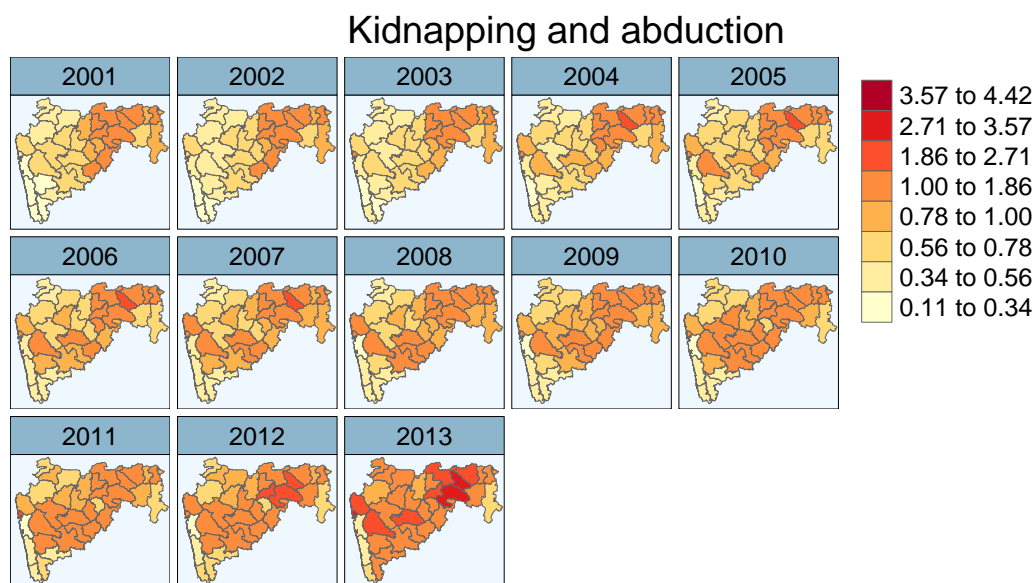 Kidnapping and abduction
2001
2002
2003
2004
2005
3.57 to 4.42
2.71 to 3.57
1.86 to 2.71
1.00 to 1.86
0.78 to 1.00
0.56 to 0.78
0.34 to 0.56
0.11 to 0.34
2006
2007
2008
2009
2010
2011
2012
2013